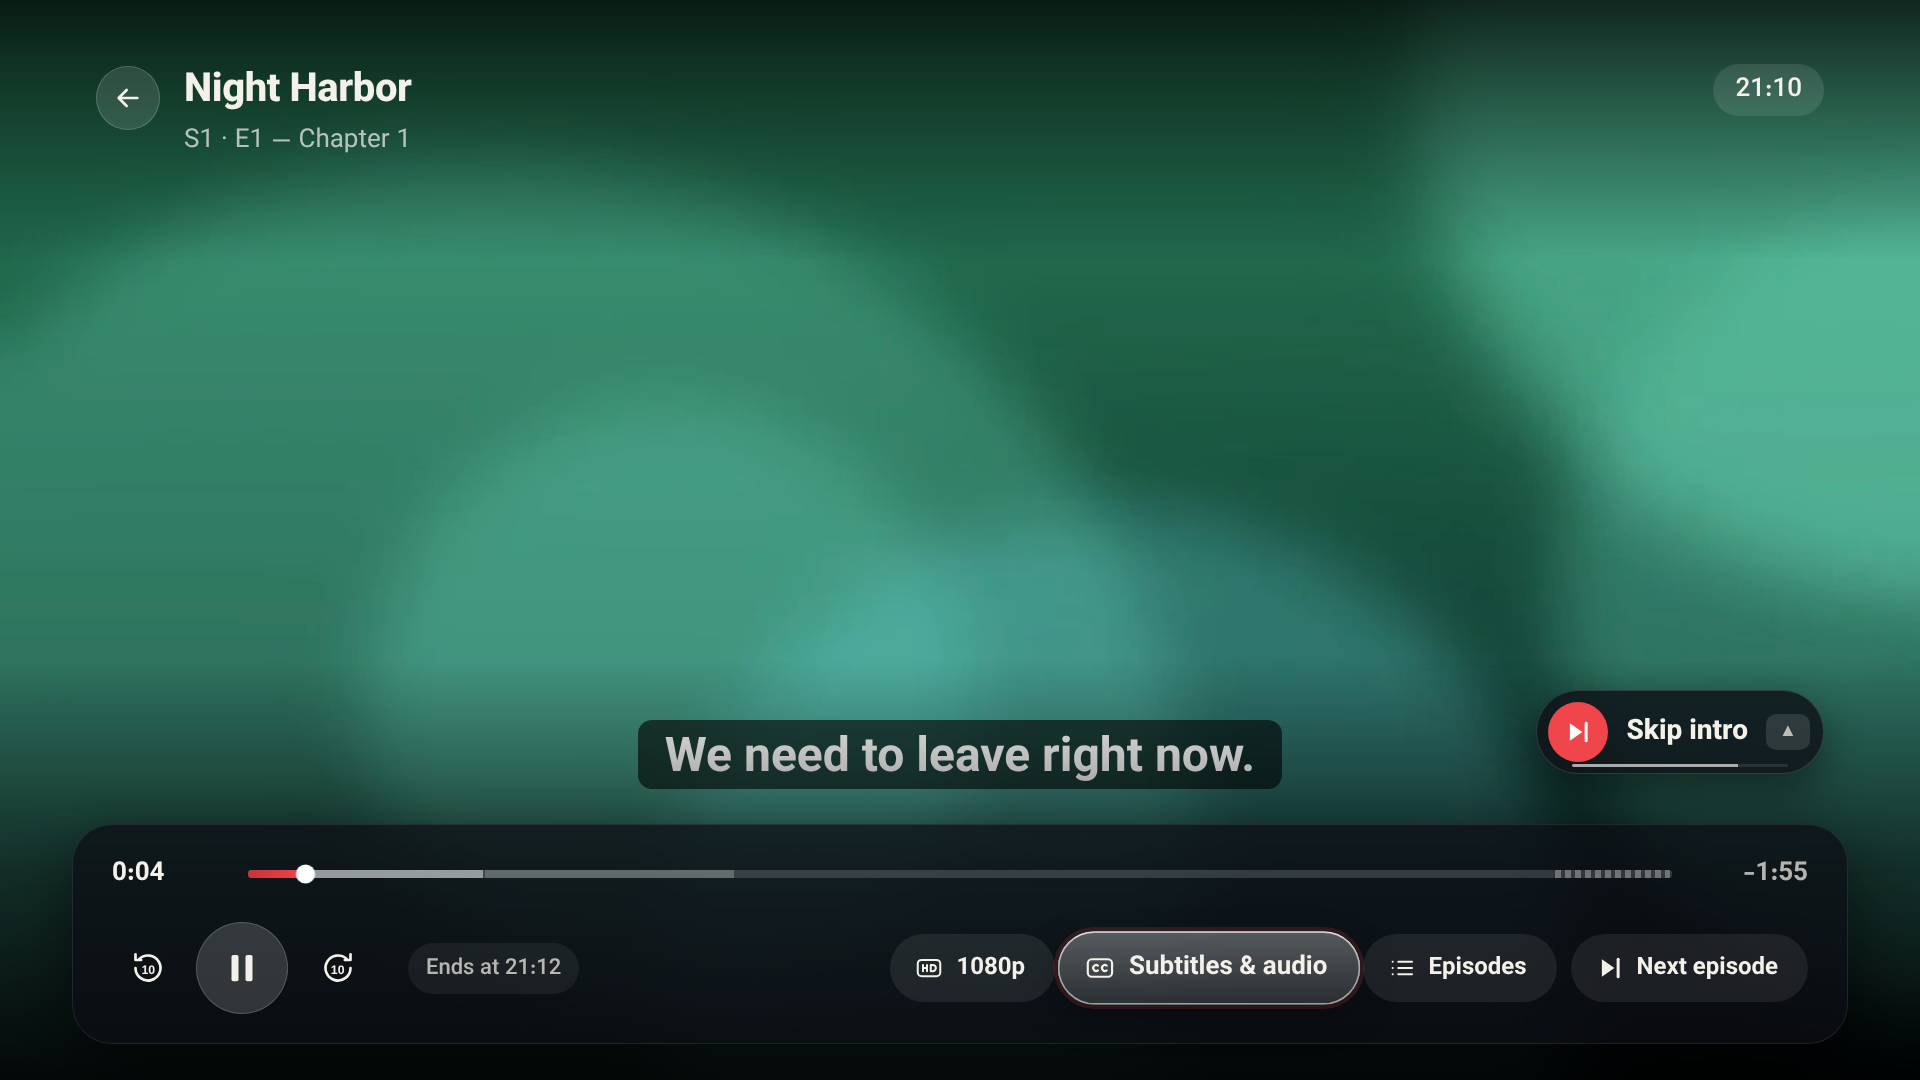 Night Harbor
S1 · E1 — Chapter 1
21:10
We need to leave right now.
Skip intro
0:04
-1:55
10
10
Ends at 21:12
HD 1080p
CC Subtitles & audio
Episodes
Next episode